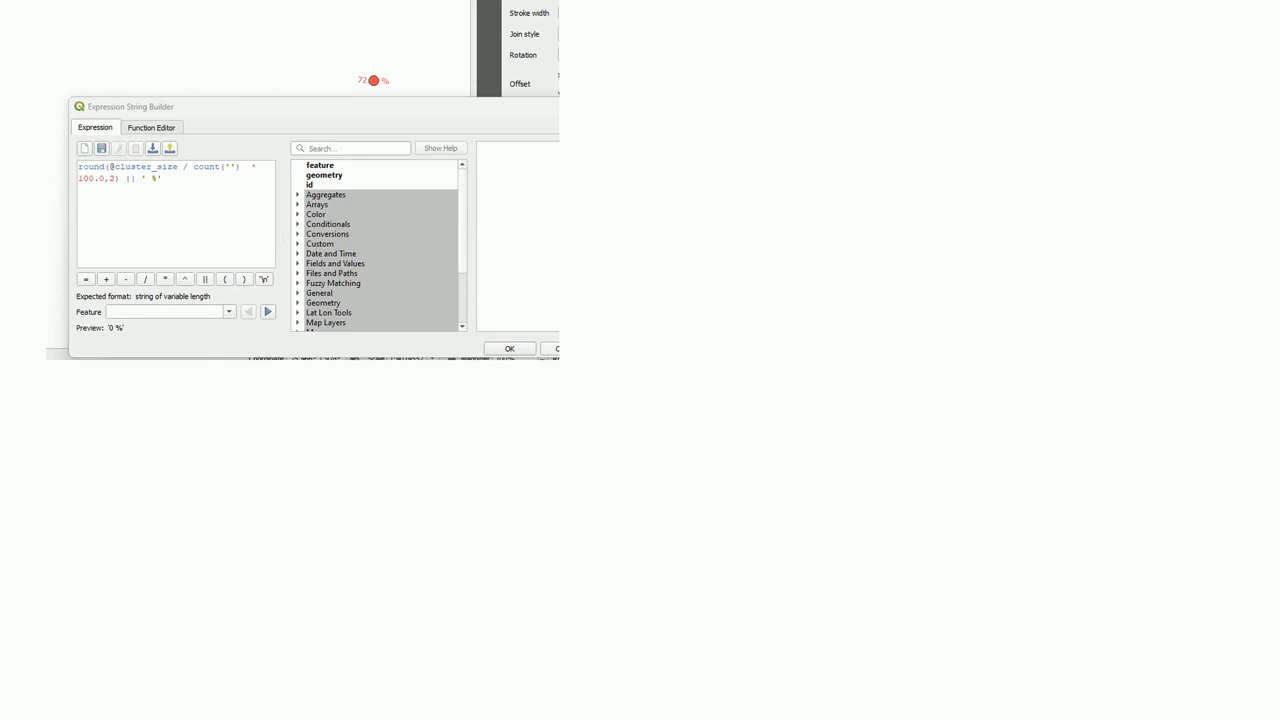 Stroke width
Join style
Rotation
Offset
72. %
Expression String Builder
Expression
Function Editor
Search...
Show Help
round(@cluster_size / count('') *
100.0,2) || ' %'
feature
geometry
id
Aggregates
Arrays
Color
Conditionals
Conversions
Custom
Date and Time
Fields and Values
Files and Paths
Fuzzy Matching
General
Geometry
Lat Lon Tools
Map Layers
= + - / * ^ || ( ) '\n'
Expected format: string of variable length
Feature
Preview: '0 %'
OK